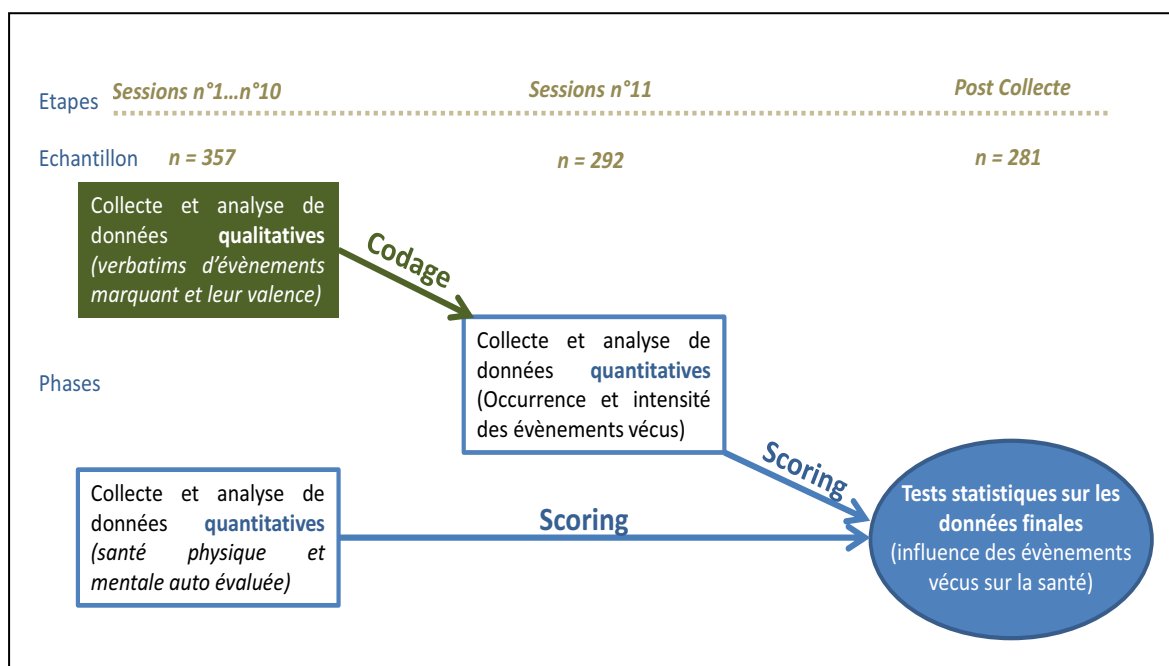 Etapes Sessions n°1...n°10 Sessions n°11 Post Collecte
Echantillon n = 357 n = 292 n = 281
Collecte et analyse de
données qualitatives
(verbatims d'évènements
marquant et leur valence)
Codage
Collecte et analyse de
données quantitatives
(Occurrence et intensité
des évènements vécus)
Phases
Scoring
Collecte et analyse de
données quantitatives
(santé physique et
mentale auto évaluée)
Scoring
Tests statistiques sur les
données finales
(influence des évènements
vécus sur la santé)